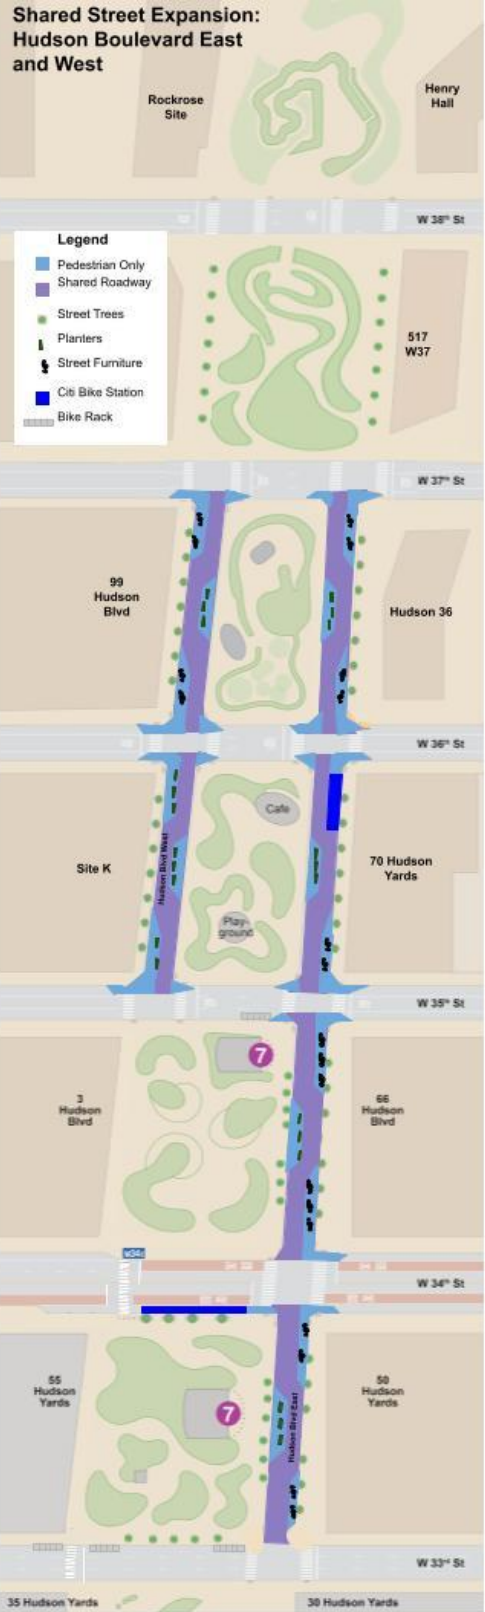 Shared Street Expansion:
Hudson Boulevard East
and West
Rockrose
Site
Henry
Hall
W 38th St
Legend
Pedestrian Only
Shared Roadway
Street Trees
Planters
Street Furniture
Citi Bike Station
Bike Rack
517
W37
W 37th St
99
Hudson
Blvd
Hudson 36
W 36th St
Cafe
Hudson Blvd West
Site K
70 Hudson
Yards
Play-
ground
W 35th St
7
3
Hudson
Blvd
66
Hudson
Blvd
M34
W 34th St
55
Hudson
Yards
7
Hudson Blvd East
50
Hudson
Yards
W 33rd St
35 Hudson Yards
30 Hudson Yards